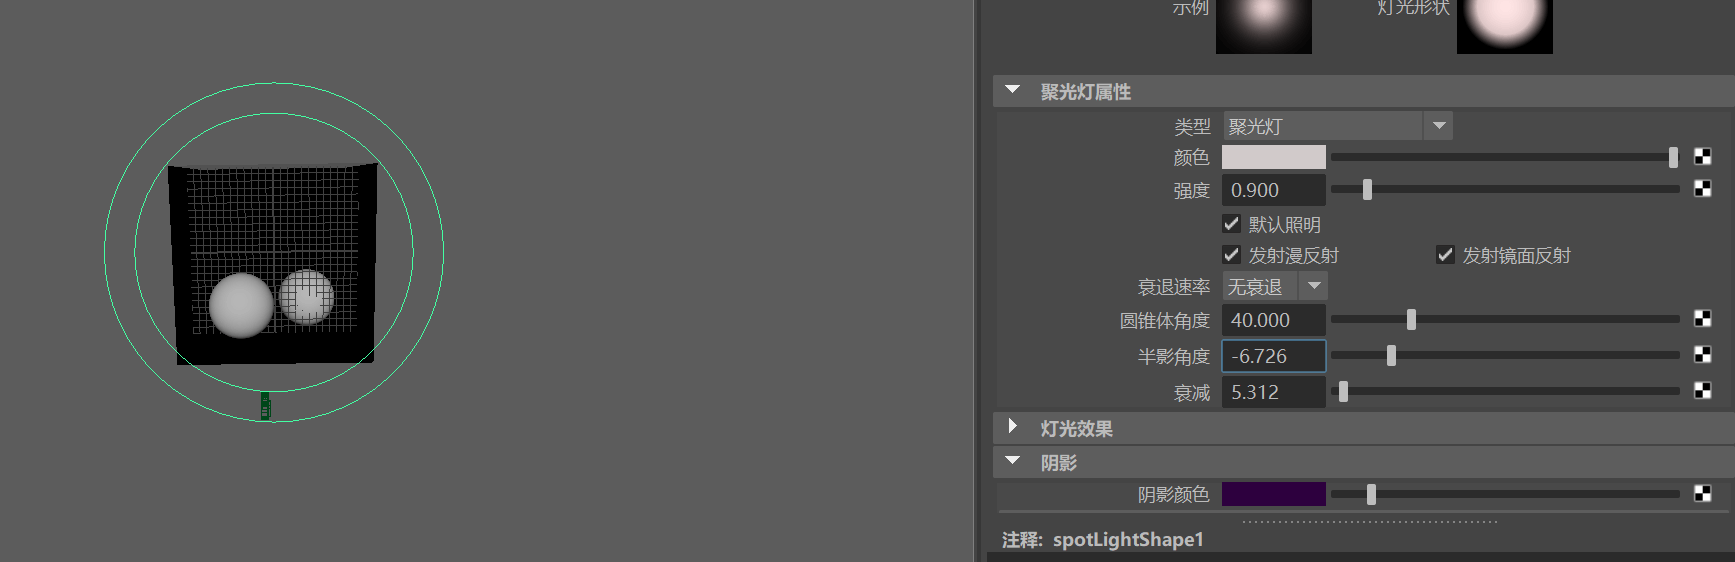 示例
灯光形状
聚光灯属性
类型 聚光灯
颜色
强度 0.900
默认照明
发射漫反射 发射镜面反射
衰退速率 无衰退
圆锥体角度 40.000
半影角度 -6.726
衰减 5.312
灯光效果
阴影
阴影颜色
注释: spotLightShape1